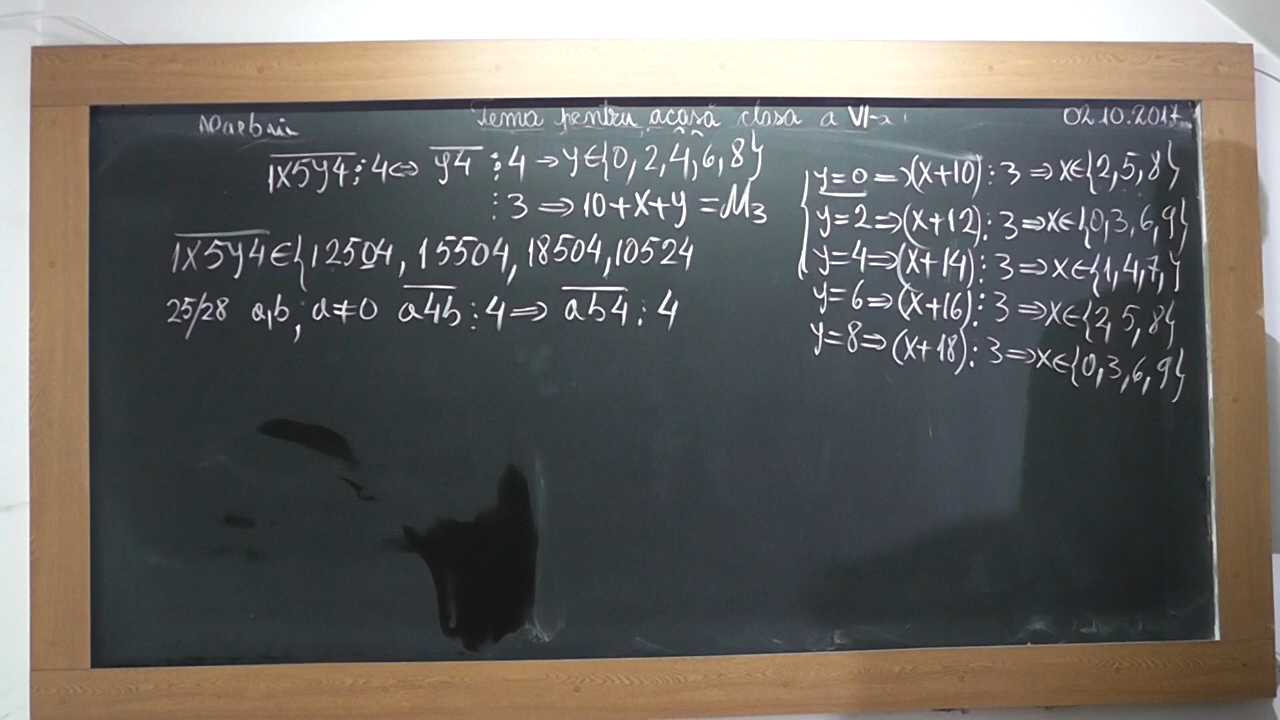 Tema pentru acasă clasa a VI-a 02.10.2017
1x5y4 ⋮ 4 ⇔ y4 ⋮ 4 ⇒ y∈{0, 2, 4, 6, 8}
⋮ 3 ⇒ 10+x+y = M3
1x5y4 ∈ {12504, 15504, 18504, 10524
25/28 a,b; a≠0 a4b ⋮ 4 ⇒ ab4 ⋮ 4
y=0 ⇒ (x+10) ⋮ 3 ⇒ x∈{2, 5, 8}
y=2 ⇒ (x+12) ⋮ 3 ⇒ x∈{0, 3, 6, 9}
y=4 ⇒ (x+14) ⋮ 3 ⇒ x∈{1, 4, 7, }
y=6 ⇒ (x+16) ⋮ 3 ⇒ x∈{2, 5, 8}
y=8 ⇒ (x+18) ⋮ 3 ⇒ x∈{0, 3, 6, 9}